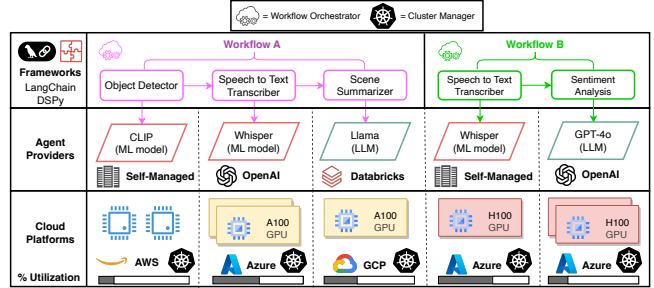 = Workflow Orchestrator
= Cluster Manager
Workflow A
Workflow B
Frameworks
LangChain
DSPy
Object Detector
Speech to Text
Transcriber
Scene
Summarizer
Speech to Text
Transcriber
Sentiment
Analysis
Agent
Providers
CLIP
(ML model)
Whisper
(ML model)
Llama
(LLM)
Whisper
(ML model)
GPT-4o
(LLM)
Self-Managed
OpenAI
Databricks
Self-Managed
OpenAI
Cloud
Platforms
A100
GPU
A100
GPU
H100
GPU
H100
GPU
AWS
Azure
GCP
Azure
Azure
% Utilization